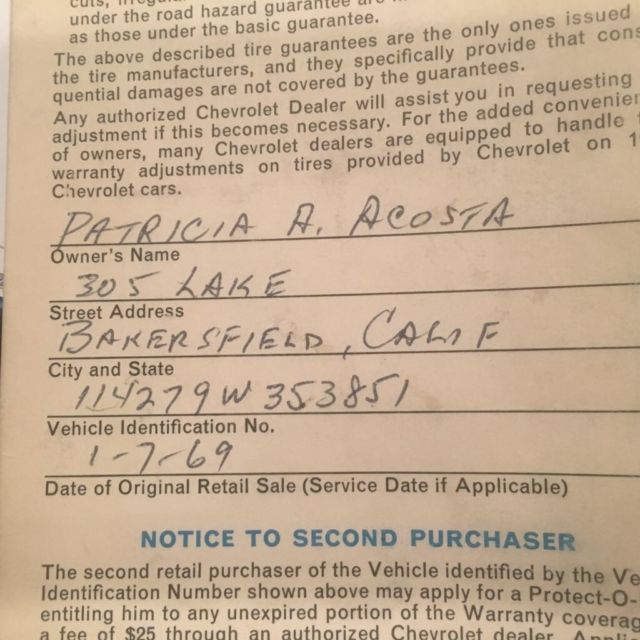 under the road hazard guarantee
as those under the basic guarantee.
The above described tire guarantees are the only ones issued
the tire manufacturers, and they specifically provide that cons
quential damages are not covered by the guarantees.
Any authorized Chevrolet Dealer will assist you in requesting
adjustment if this becomes necessary. For the added convenien
of owners, many Chevrolet dealers are equipped to handle
warranty adjustments on tires provided by Chevrolet on 1
Chevrolet cars.
PATRICIA A. ACOSTA
Owner's Name
305 LAKE
Street Address
BAKERSFIELD, CALIF
City and State
114279W353851
Vehicle Identification No.
1-7-69
Date of Original Retail Sale (Service Date if Applicable)
NOTICE TO SECOND PURCHASER
The second retail purchaser of the Vehicle identified by the Ve
Identification Number shown above may apply for a Protect-O-
entitling him to any unexpired portion of the Warranty coverag
a fee of $25 through an authorized Chevrolet deale